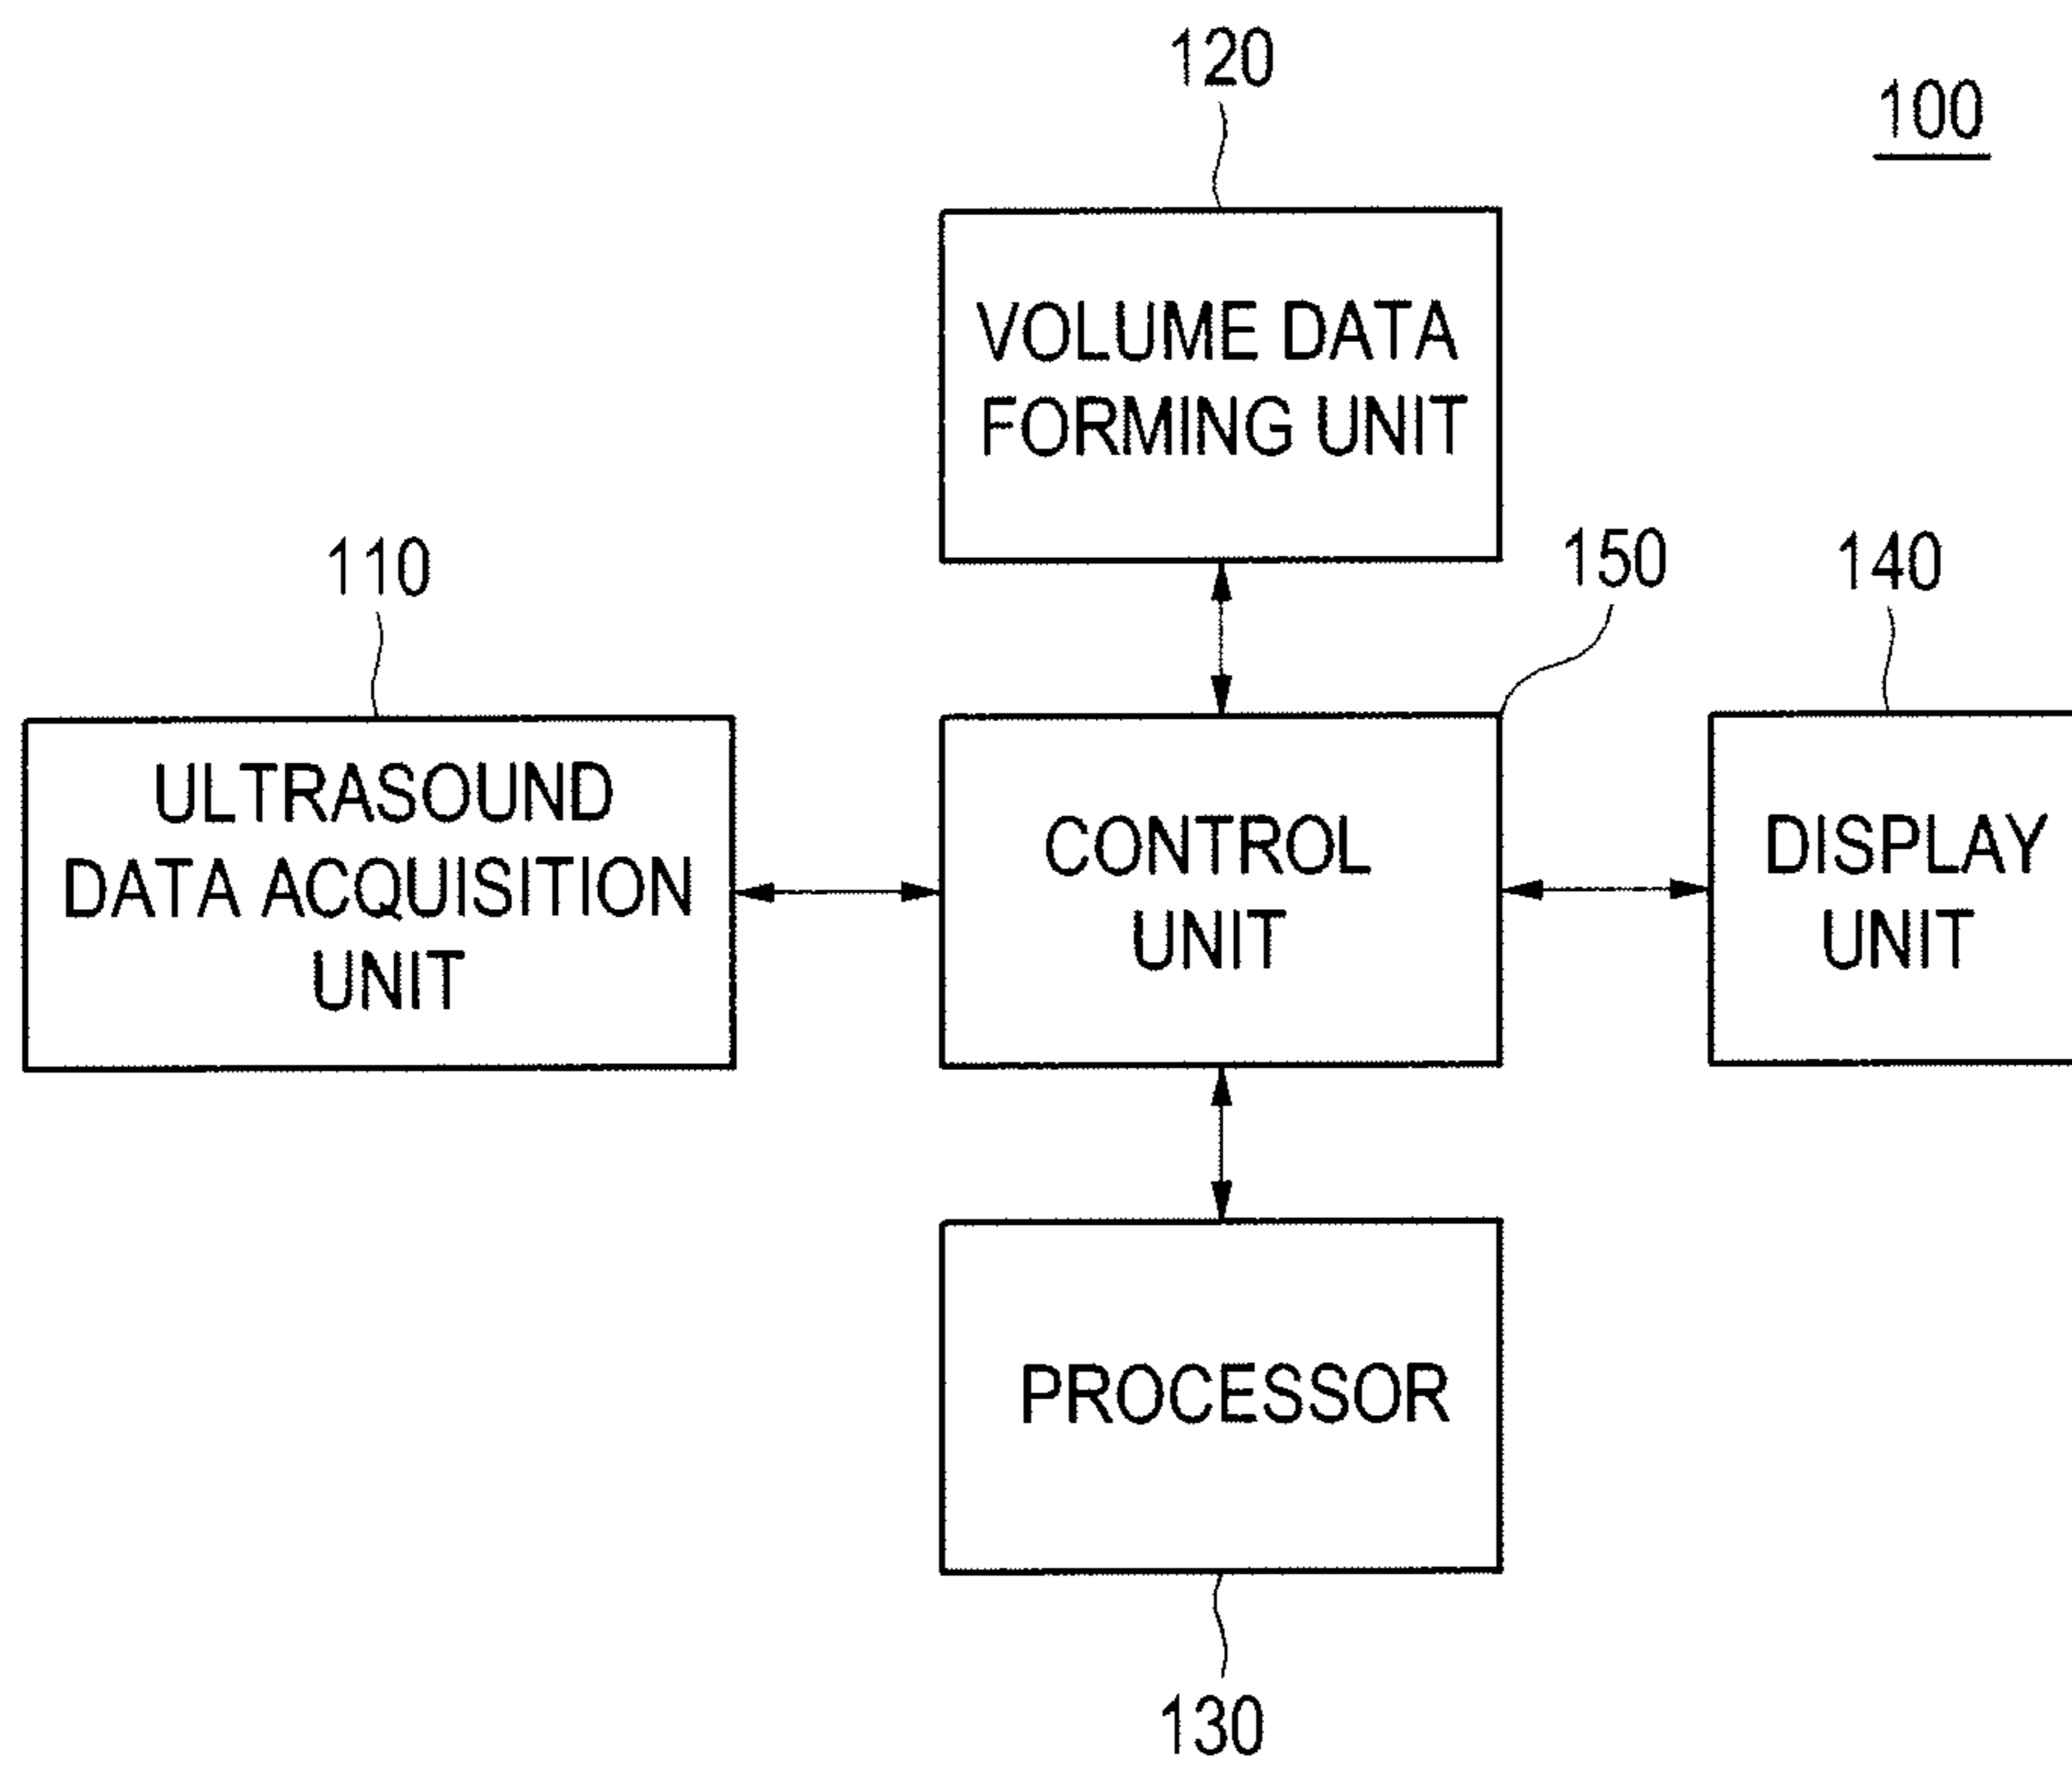 120
100
VOLUME DATA
FORMING UNIT
110
150
140
ULTRASOUND
DATA ACQUISITION
UNIT
CONTROL
UNIT
DISPLAY
UNIT
PROCESSOR
130